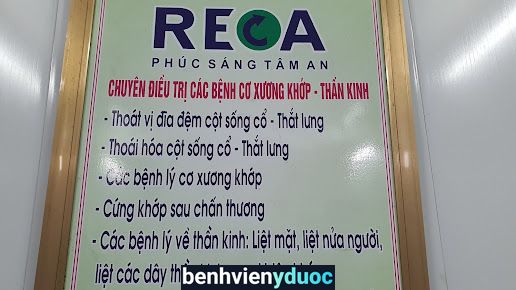 RECA
PHÚC SÁNG TÂM AN
CHUYÊN ĐIỀU TRỊ CÁC BỆNH CƠ XƯƠNG KHỚP - THẦN KINH
- Thoát vị đĩa đệm cột sống cổ - Thắt lưng
- Thoái hóa cột sống cổ - Thắt lưng
- Các bệnh lý cơ xương khớp
- Cứng khớp sau chấn thương
- Các bệnh lý về thần kinh: Liệt mặt, liệt nửa người,
liệt các dây
benhvienyduoc